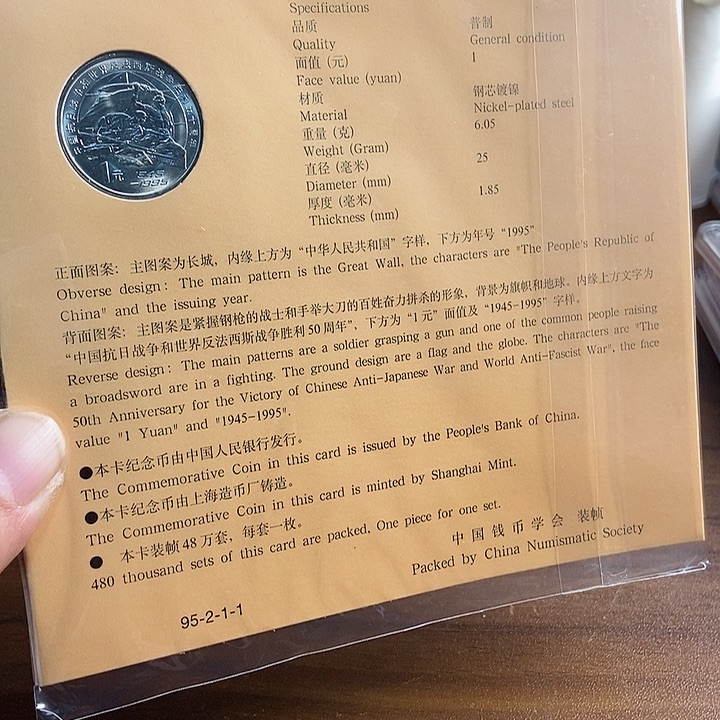 Specifications
品质 普制
Quality General condition
面值 (元) 1
Face value (yuan)
材质 钢芯镀镍
Material Nickel-plated steel
重量 (克) 6.05
Weight (Gram)
直径 (毫米) 25
Diameter (mm)
厚度 (毫米) 1.85
Thickness (mm)
1元 1945
-1995
正面图案: 主图案为长城, 内缘上方为 "中华人民共和国" 字样, 下方为年号 "1995"
Obverse design: The main pattern is the Great Wall, the characters are "The People's Republic of
China" and the issuing year.
背面图案: 主图案是紧握钢枪的战士和手举大刀的百姓奋力拼杀的形象, 背景为旗帜和地球。内缘上方文字为
"中国抗日战争和世界反法西斯战争胜利50周年", 下方为 "1元" 面值及 "1945-1995" 字样。
Reverse design: The main patterns are a soldier grasping a gun and one of the common people raising
a broadsword are in a fighting. The ground design are a flag and the globe. The characters are "The
50th Anniversary for the Victory of Chinese Anti-Japanese War and World Anti-Fascist War", the face
value "1 Yuan" and "1945-1995".
●本卡纪念币由中国人民银行发行。
The Commemorative Coin in this card is issued by the People's Bank of China.
●本卡纪念币由上海造币厂铸造。
The Commemorative Coin in this card is minted by Shanghai Mint.
● 本卡装帧48万套, 每套一枚。
480 thousand sets of this card are packed, One piece for one set.
中国钱币学会 装帧
Packed by China Numismatic Society
95-2-1-1